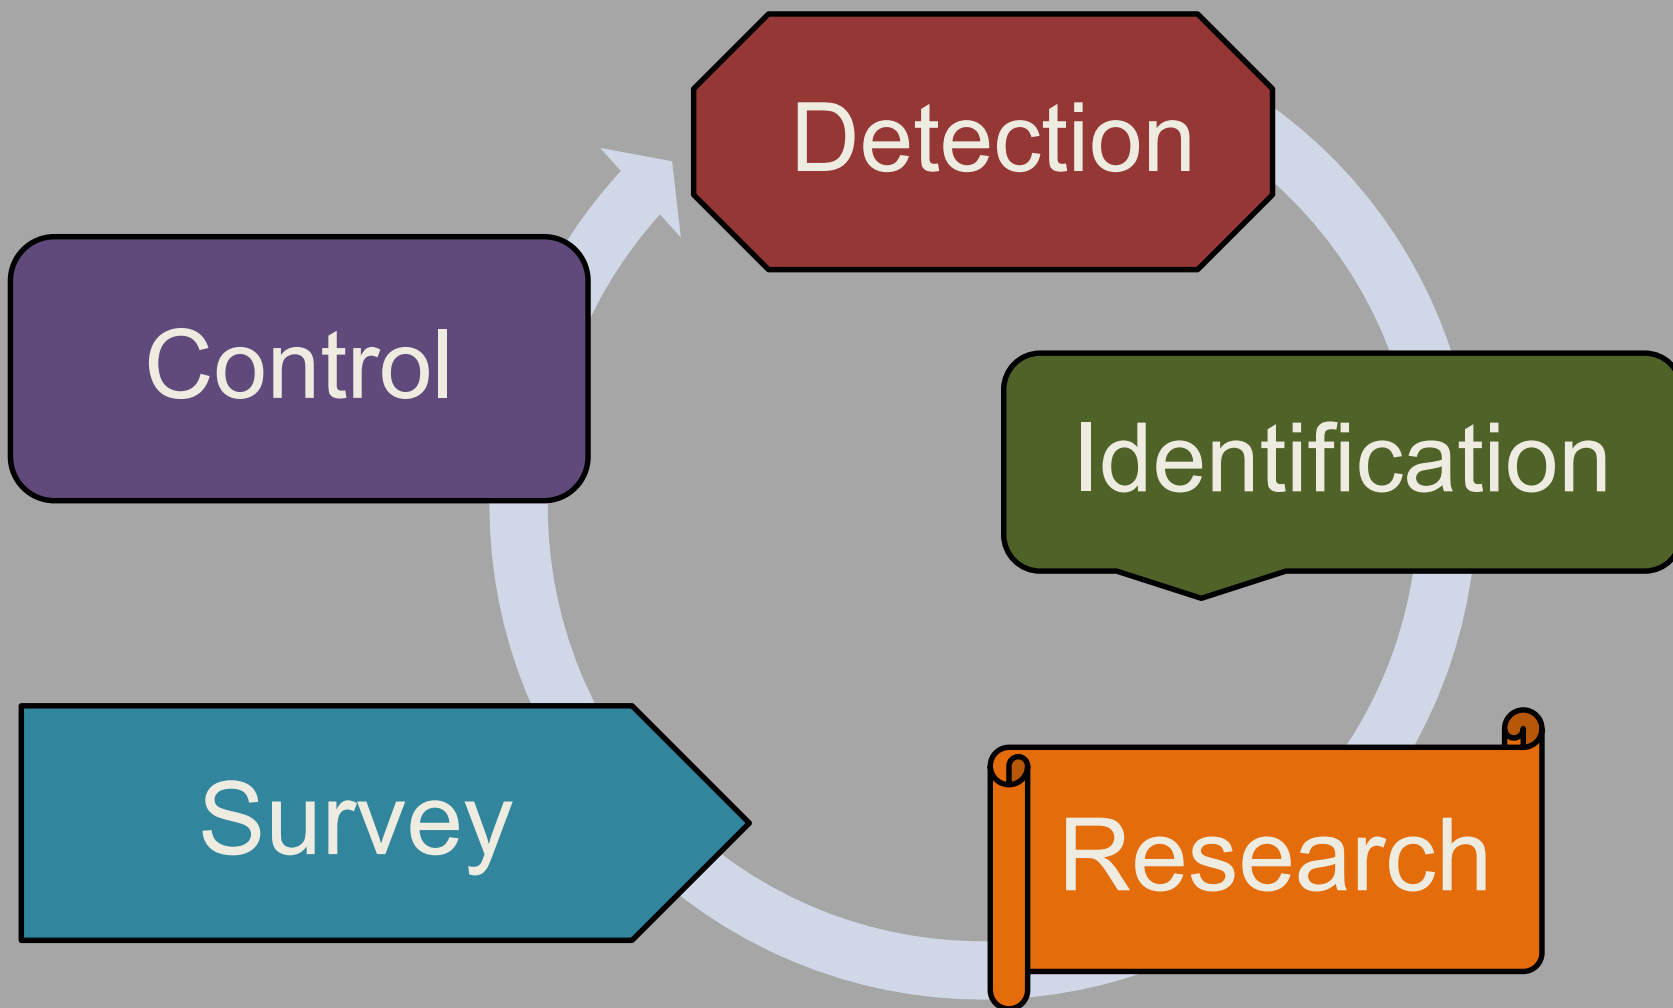 Detection
Identification
Research
Survey
Control